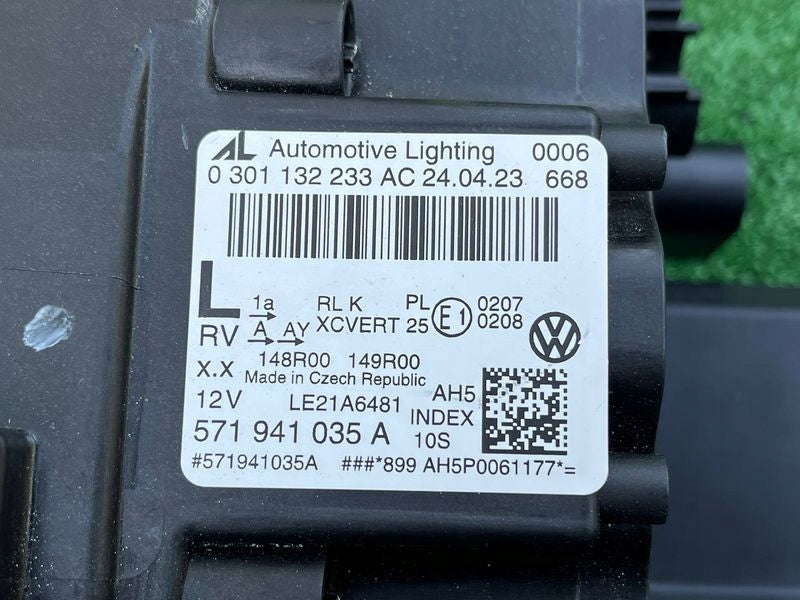 AL Automotive Lighting 0006
0 301 132 233 AC 24.04.23 668
L 1a RL K PL E1 0207
RV A AY XCVERT 25 0208
X.X 148R00 149R00
Made in Czech Republic
12V LE21A6481 AH5
571 941 035 A INDEX
10S
#571941035A ###*899 AH5P0061177*=